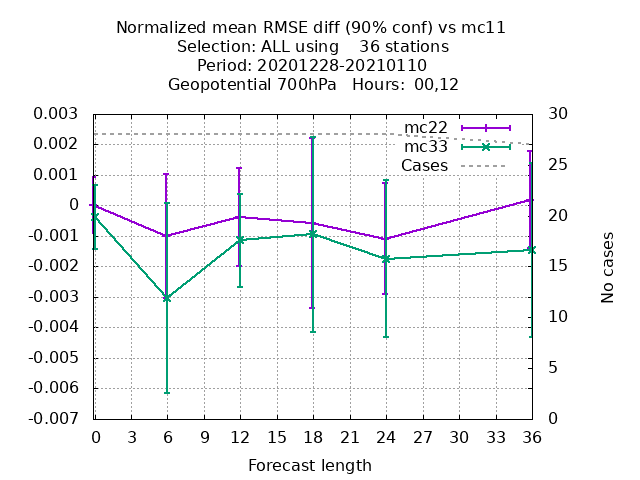 Normalized mean RMSE diff (90% conf) vs mc11
Selection: ALL using    36 stations
Period: 20201228-20210110
Geopotential 700hPa   Hours:  00,12
mc22
mc33
Cases
0.003
0.002
0.001
0
-0.001
-0.002
-0.003
-0.004
-0.005
-0.006
-0.007
30
25
20
15
10
5
0
No cases
0 3 6 9 12 15 18 21 24 27 30 33 36
Forecast length